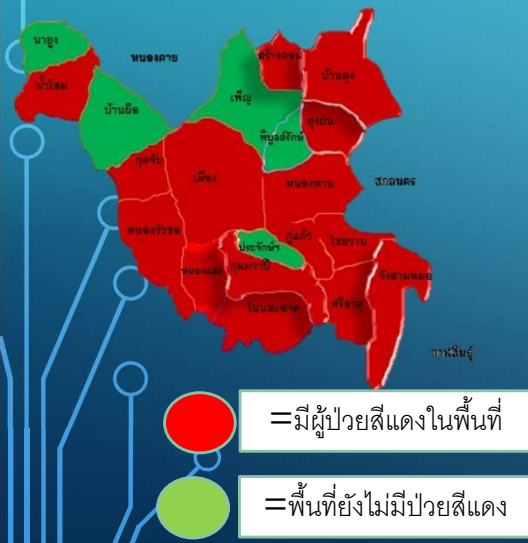 นายูง
น้ำโสม
หนองคาย
บ้านผือ
เพ็ญ
สร้างคอม
บ้านดุง
ทุ่งฝน
พิบูลย์รักษ์
กุดจับ
เมือง
หนองหาน
สกลนคร
หนองวัวซอ
ประจักษ์ฯ
กู่แก้ว
ไชยวาน
หนองแสง
กุมภวาปี
วังสามหมอ
โนนสะอาด
ศรีธาตุ
กาฬสินธุ์
=มีผู้ป่วยสีแดงในพื้นที่
=พื้นที่ยังไม่มีป่วยสีแดง